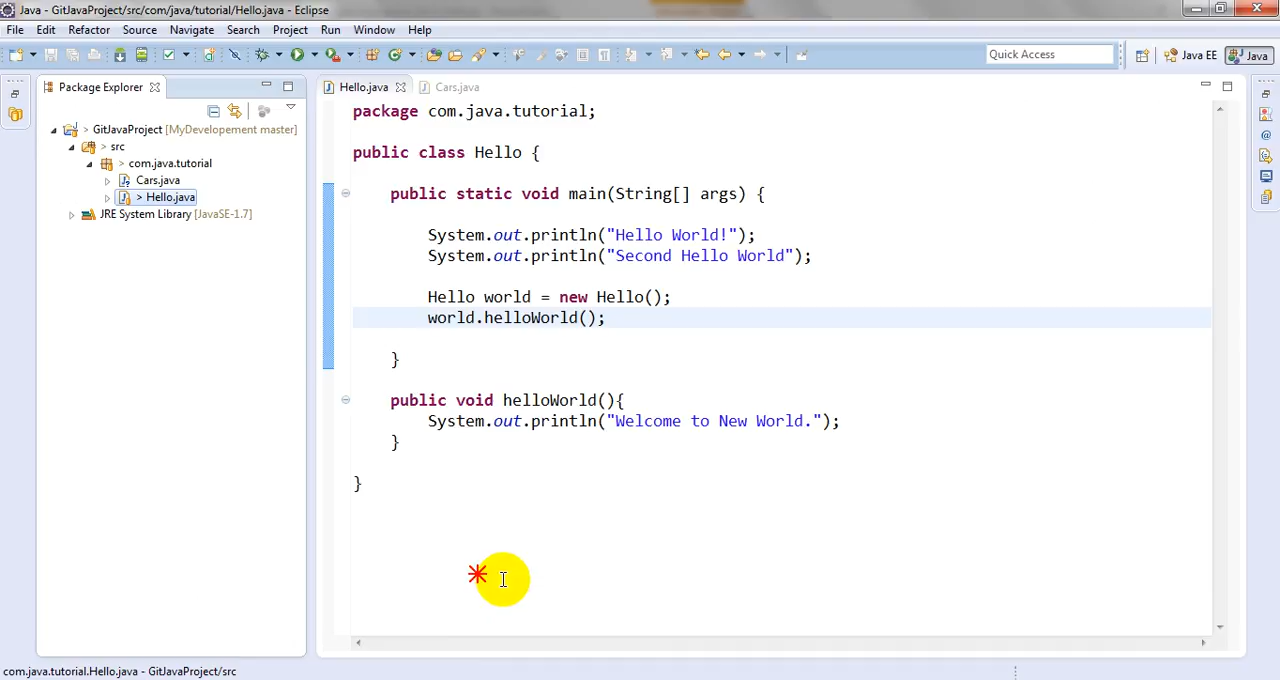 Java - GitJavaProject/src/com/java/tutorial/Hello.java - Eclipse
File Edit Refactor Source Navigate Search Project Run Window Help
Quick Access
Java EE
Java
Package Explorer
Hello.java
Cars.java
> GitJavaProject [MyDevelopement master]
> src
> com.java.tutorial
Cars.java
> Hello.java
JRE System Library [JavaSE-1.7]
package com.java.tutorial;
public class Hello {
public static void main(String[] args) {
System.out.println("Hello World!");
System.out.println("Second Hello World");
Hello world = new Hello();
world.helloWorld();
}
public void helloWorld(){
System.out.println("Welcome to New World.");
}
}
com.java.tutorial.Hello.java - GitJavaProject/src